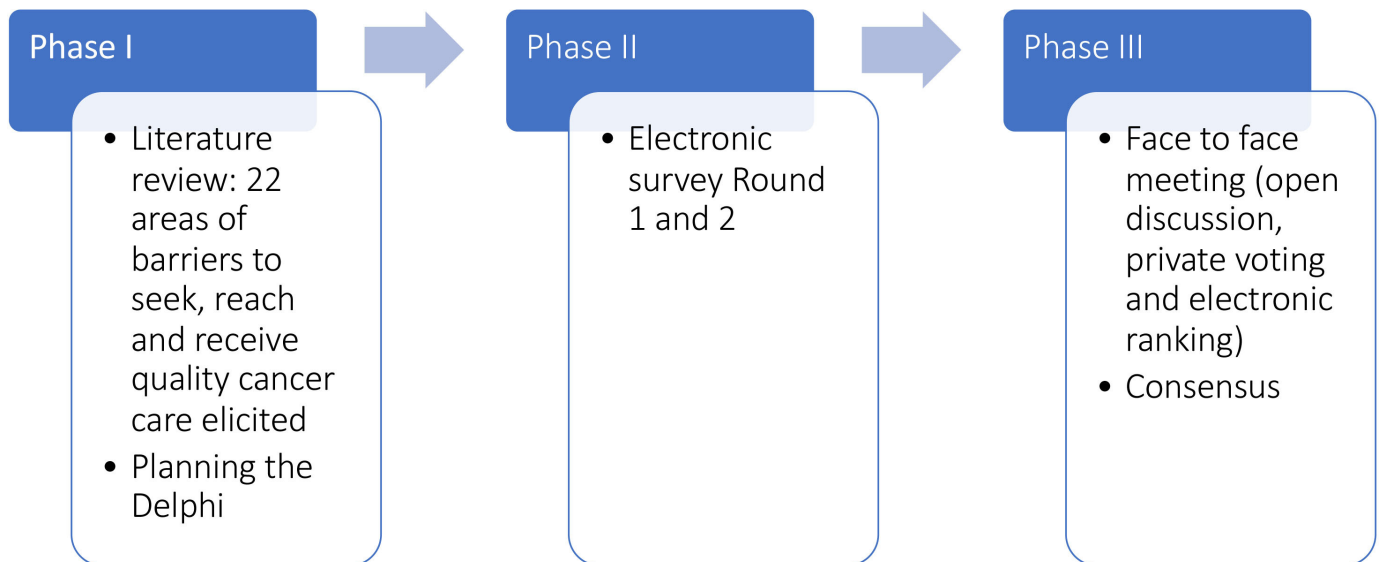 Phase I
• Literature
review: 22
areas of
barriers to
seek, reach
and receive
quality cancer
care elicited
• Planning the
Delphi
Phase II
• Electronic
survey Round
1 and 2
Phase III
• Face to face
meeting (open
discussion,
private voting
and electronic
ranking)
• Consensus